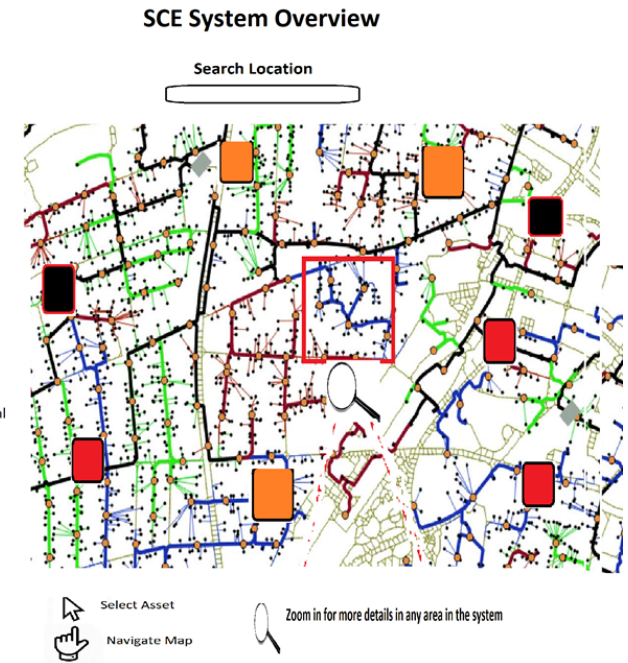 SCE System Overview
Search Location
al
Select Asset
Zoom in for more details in any area in the system
Navigate Map